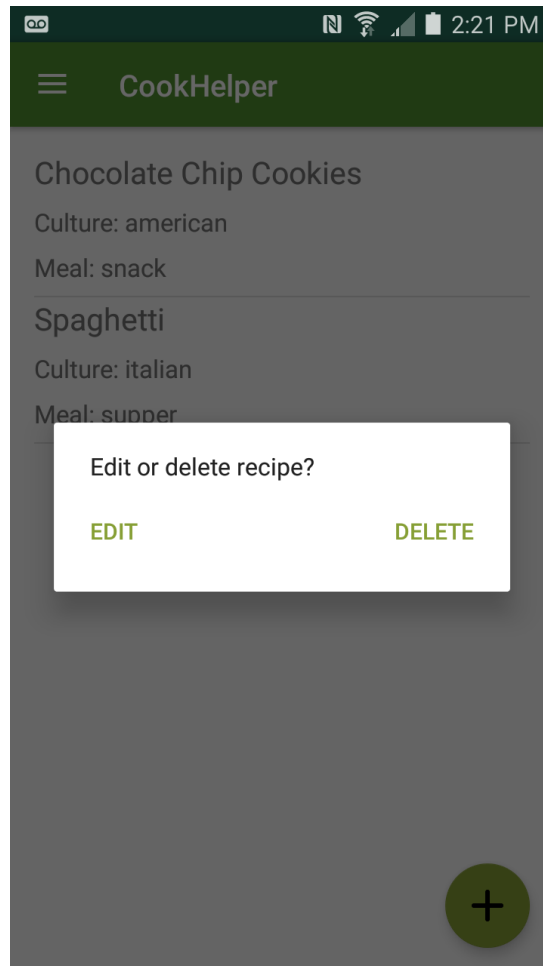 2:21 PM
CookHelper
Chocolate Chip Cookies
Culture: american
Meal: snack
Spaghetti
Culture: italian
Meal: supper
Edit or delete recipe?
EDIT DELETE